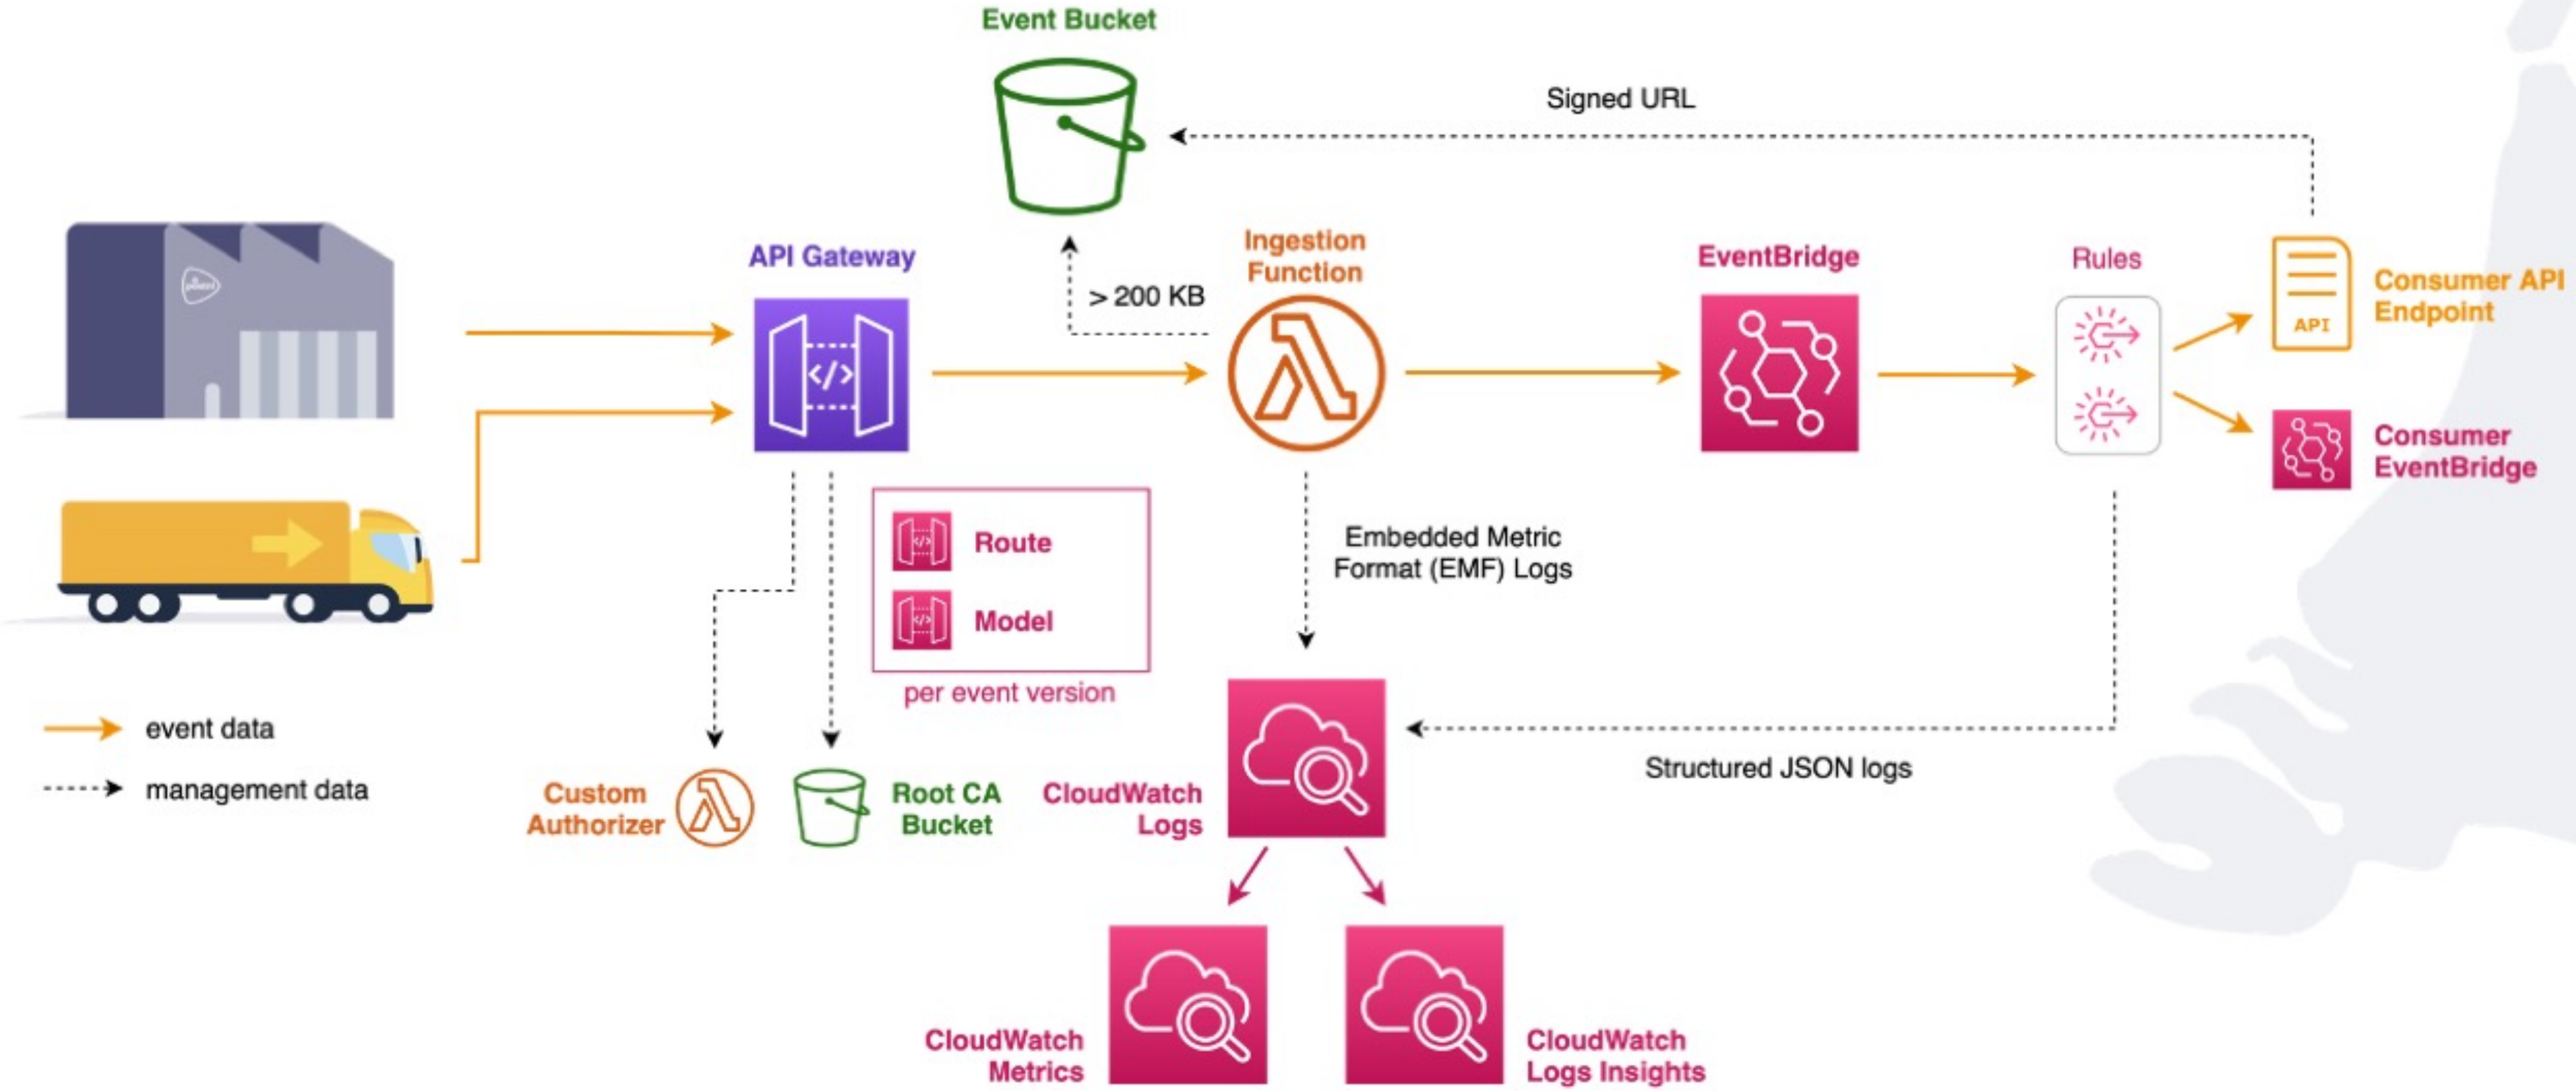 Event Bucket
Signed URL
API Gateway
> 200 KB
Ingestion
Function
EventBridge
Rules
Consumer API
Endpoint
API
Consumer
EventBridge
</>
Route
Model
per event version
Embedded Metric
Format (EMF) Logs
event data
management data
Custom
Authorizer
Root CA
Bucket
CloudWatch
Logs
Structured JSON logs
CloudWatch
Metrics
CloudWatch
Logs Insights